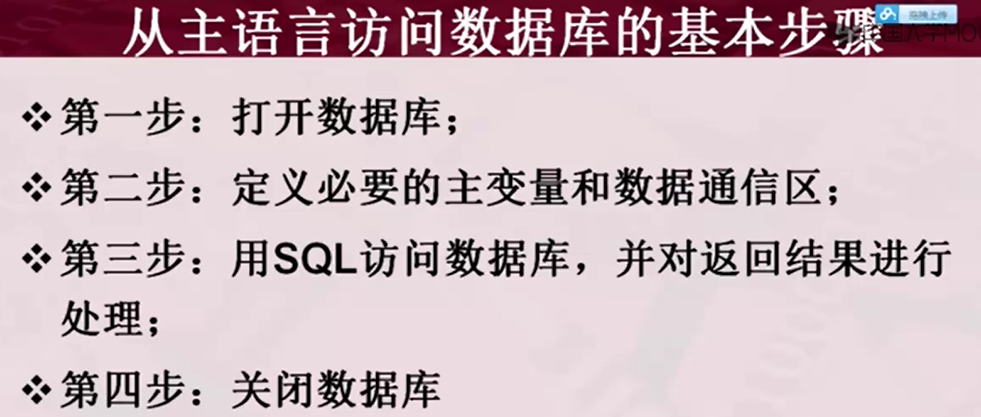 从主语言访问数据库的基本步骤
❖第一步：打开数据库；
❖第二步：定义必要的主变量和数据通信区；
❖第三步：用SQL访问数据库，并对返回结果进行
处理；
❖第四步：关闭数据库